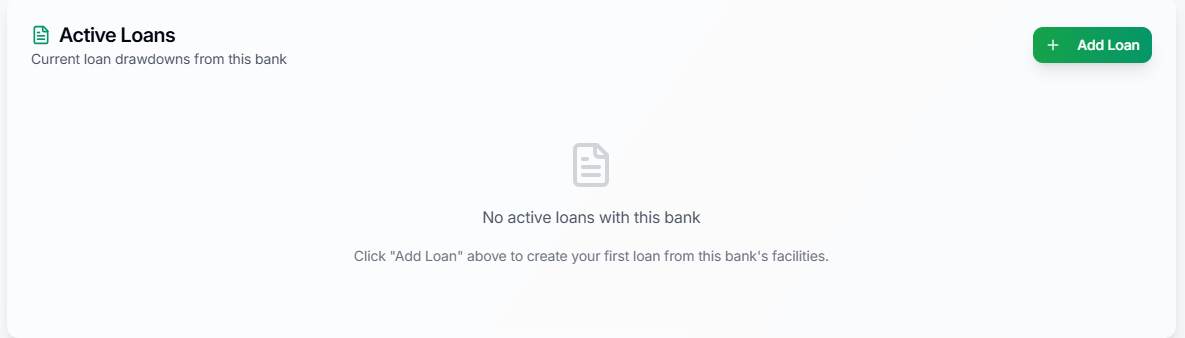 Active Loans
Add Loan
Current loan drawdowns from this bank
No active loans with this bank
Click "Add Loan" above to create your first loan from this bank's facilities.